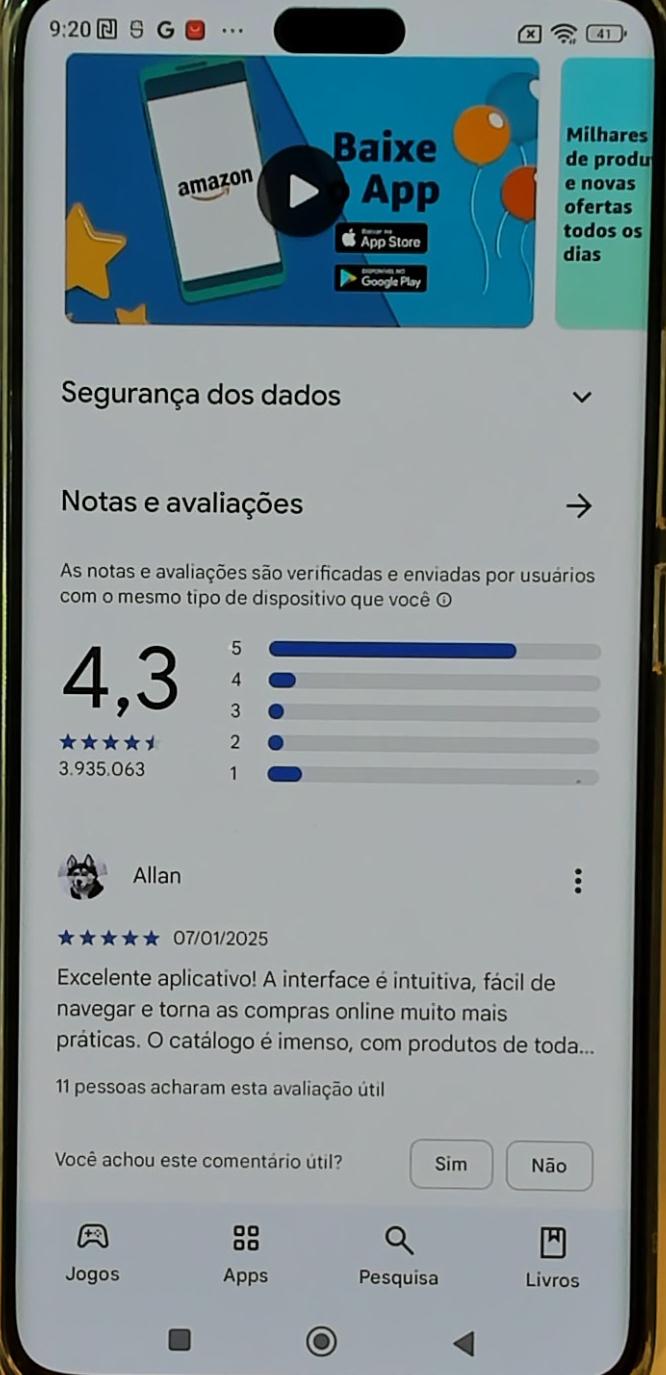 9:20 G ... 41
amazon
Baixe
o App
Baixar na
App Store
DISPONÍVEL NO
Google Play
Milhares
de produ
e novas
ofertas
todos os
dias
Segurança dos dados
Notas e avaliações
As notas e avaliações são verificadas e enviadas por usuários
com o mesmo tipo de dispositivo que você
4,3
5
4
3
2
1
3.935.063
Allan
07/01/2025
Excelente aplicativo! A interface é intuitiva, fácil de
navegar e torna as compras online muito mais
práticas. O catálogo é imenso, com produtos de toda...
11 pessoas acharam esta avaliação útil
Você achou este comentário útil? Sim Não
Jogos Apps Pesquisa Livros